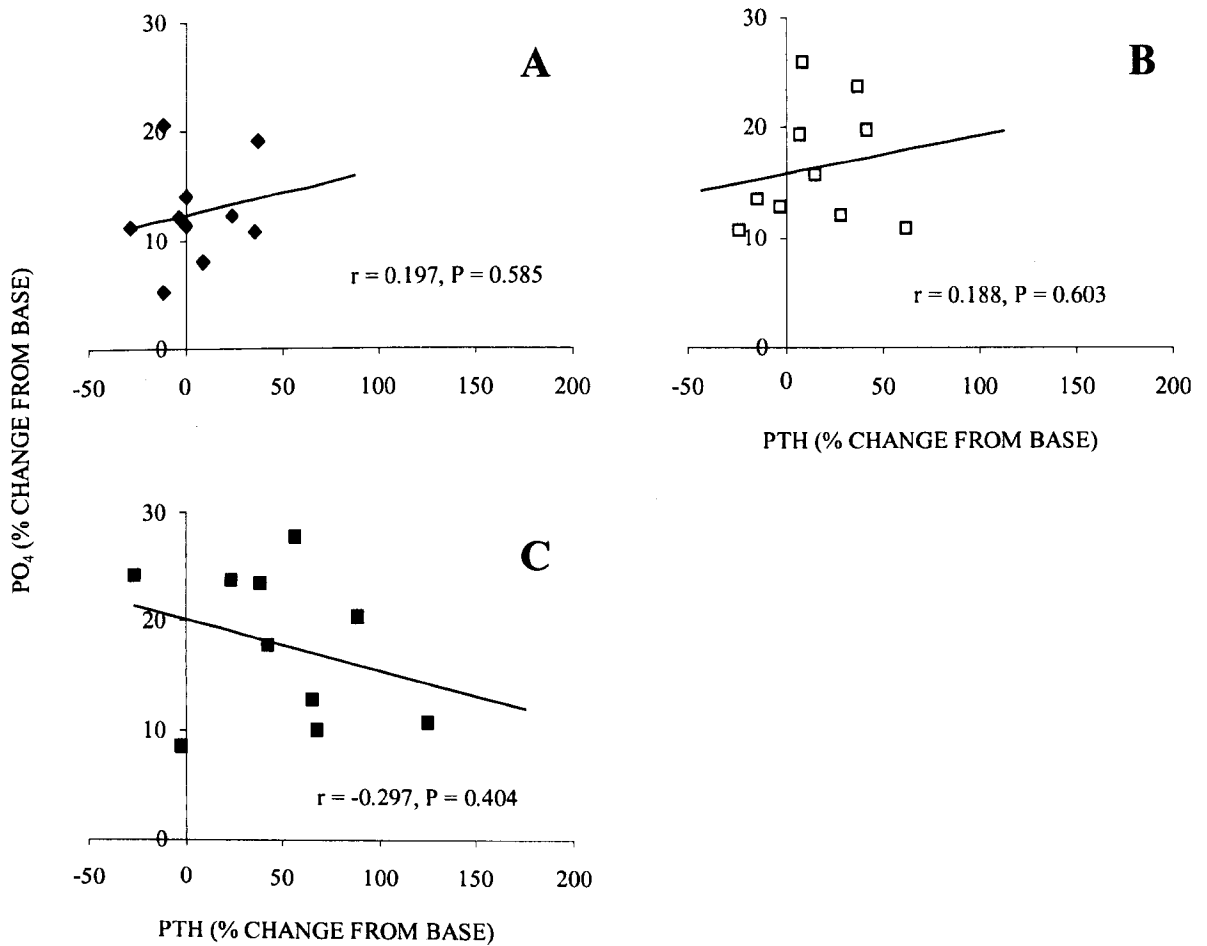 30
20
10
0
-50 0 50 100 150 200
A
r = 0.197, P = 0.585
30
20
10
0
-50 0 50 100 150 200
B
r = 0.188, P = 0.603
PTH (% CHANGE FROM BASE)
PO4 (% CHANGE FROM BASE)
30
20
10
0
-50 0 50 100 150 200
C
r = -0.297, P = 0.404
PTH (% CHANGE FROM BASE)